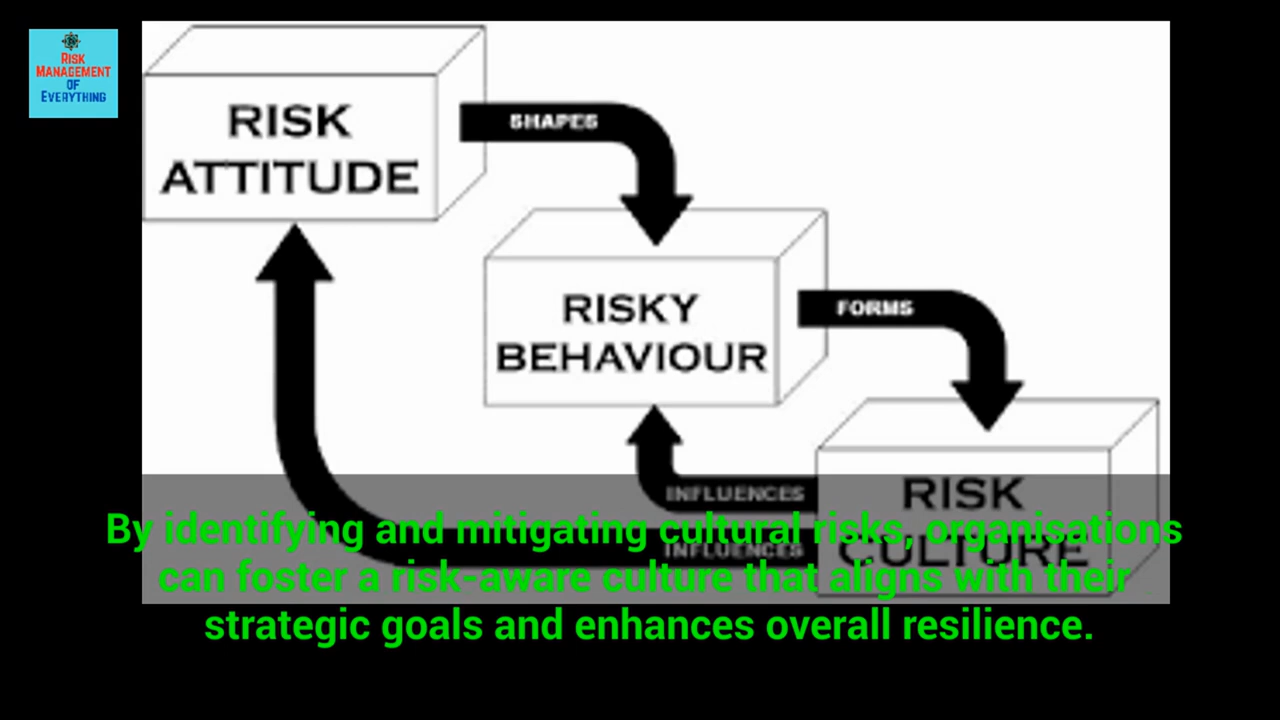 RISK
MANAGEMENT
OF
EVERYTHING
RISK
ATTITUDE
SHAPES
RISKY
BEHAVIOUR
FORMS
RISK
CULTURE
INFLUENCES
INFLUENCES
By identifying and mitigating cultural risks, organisations
can foster a risk-aware culture that aligns with their
strategic goals and enhances overall resilience.